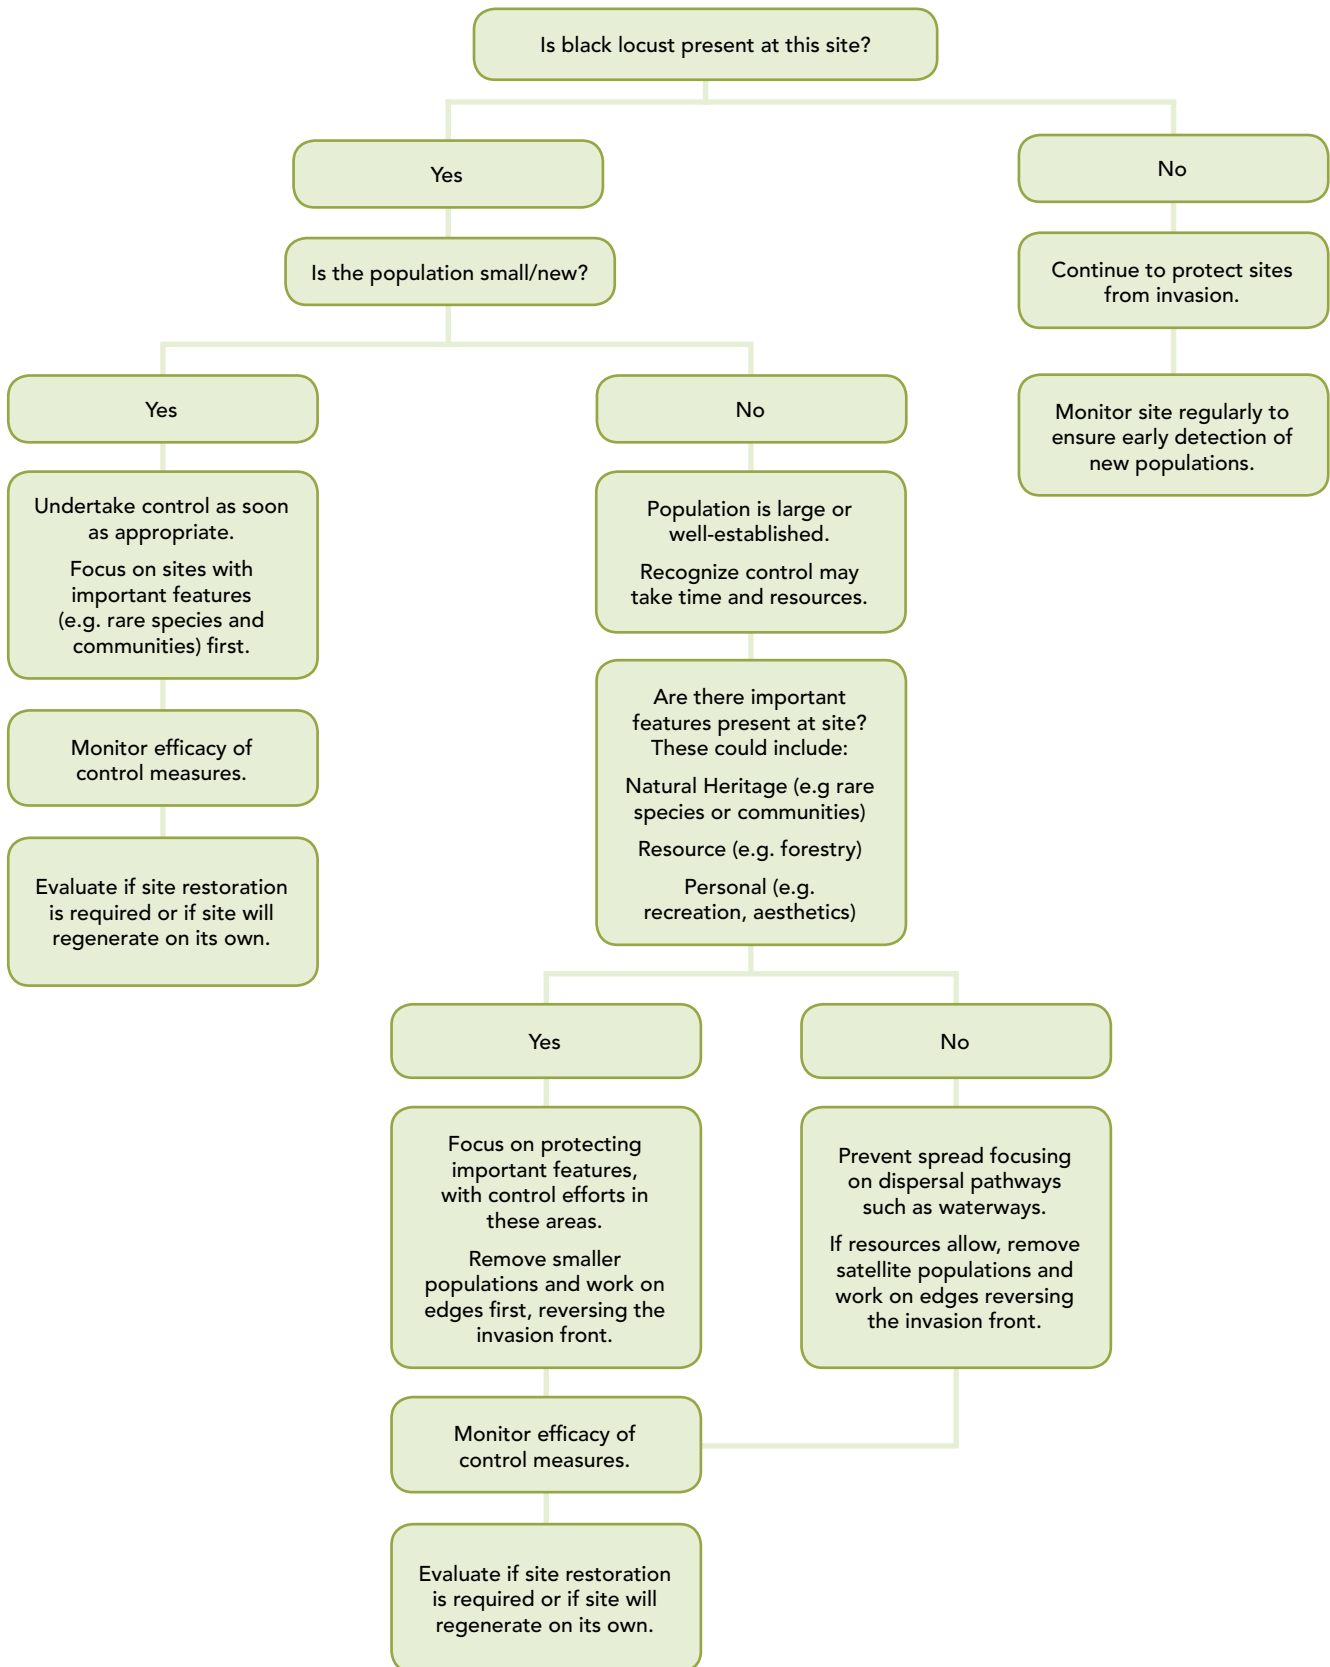 Is black locust present at this site?
Yes
No
Is the population small/new?
Continue to protect sites
from invasion.
Monitor site regularly to
ensure early detection of
new populations.
Yes
No
Undertake control as soon
as appropriate.
Focus on sites with
important features
(e.g. rare species and
communities) first.
Monitor efficacy of
control measures.
Evaluate if site restoration
is required or if site will
regenerate on its own.
Population is large or
well-established.
Recognize control may
take time and resources.
Are there important
features present at site?
These could include:
Natural Heritage (e.g rare
species or communities)
Resource (e.g. forestry)
Personal (e.g.
recreation, aesthetics)
Yes
No
Focus on protecting
important features,
with control efforts in
these areas.
Remove smaller
populations and work on
edges first, reversing the
invasion front.
Prevent spread focusing
on dispersal pathways
such as waterways.
If resources allow, remove
satellite populations and
work on edges reversing
the invasion front.
Monitor efficacy of
control measures.
Evaluate if site restoration
is required or if site will
regenerate on its own.